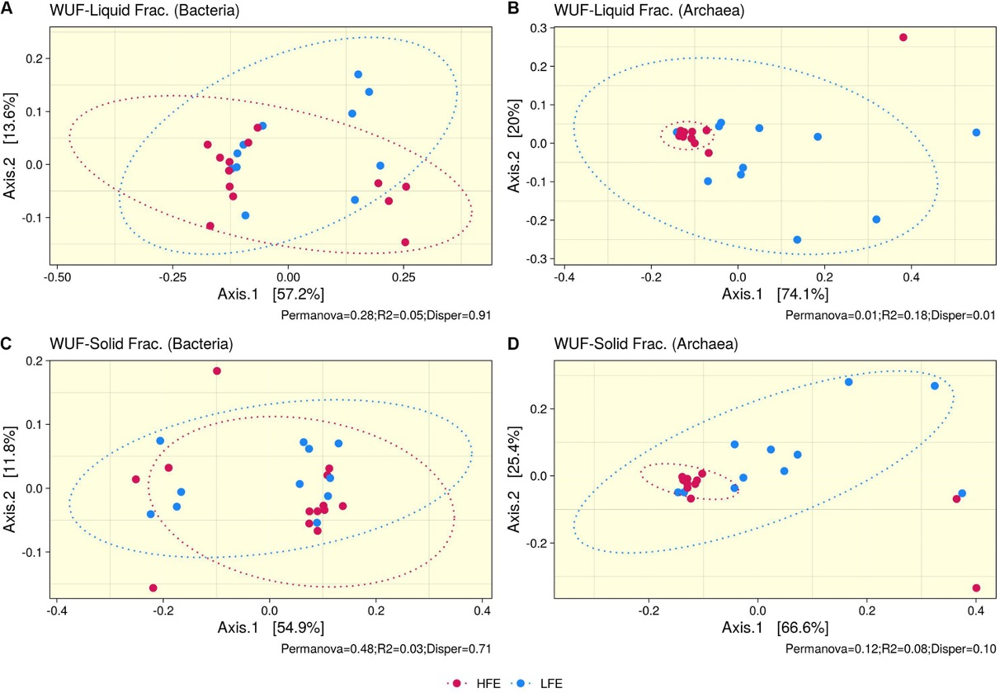 A WUF-Liquid Frac. (Bacteria)
Axis.2 [13.6%]
0.2
0.1
0.0
-0.1
-0.50 -0.25 0.00 0.25
Axis.1 [57.2%]
Permanova=0.28;R2=0.05;Disper=0.91
B WUF-Liquid Frac. (Archaea)
Axis.2 [20%]
0.3
0.2
0.1
0.0
-0.1
-0.2
-0.3
-0.4 -0.2 0.0 0.2 0.4
Axis.1 [74.1%]
Permanova=0.01;R2=0.18;Disper=0.01
C WUF-Solid Frac. (Bacteria)
Axis.2 [11.8%]
0.2
0.1
0.0
-0.1
-0.4 -0.2 0.0 0.2 0.4
Axis.1 [54.9%]
Permanova=0.48;R2=0.03;Disper=0.71
D WUF-Solid Frac. (Archaea)
Axis.2 [25.4%]
0.2
0.0
-0.2
-0.2 0.0 0.2 0.4
Axis.1 [66.6%]
Permanova=0.12;R2=0.08;Disper=0.10
HFE LFE